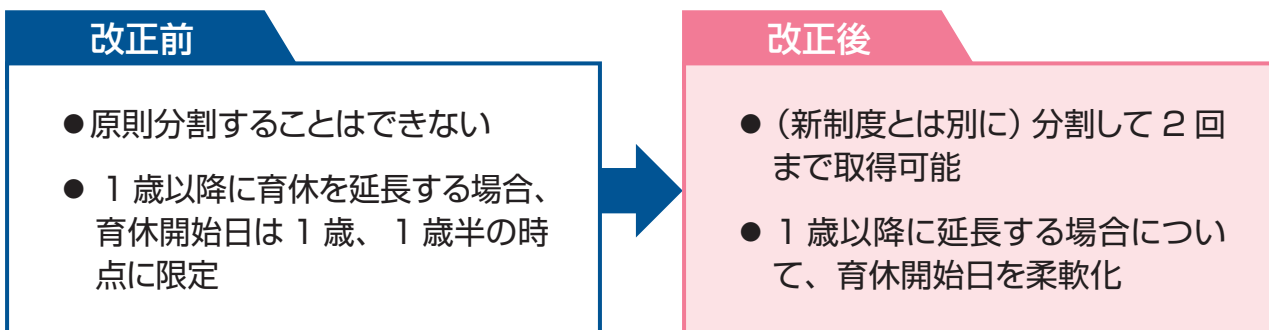 改正前
●原則分割することはできない
● 1 歳以降に育休を延長する場合、
育休開始日は 1 歳、 1 歳半の時
点に限定
改正後
●（新制度とは別に）分割して 2 回
まで取得可能
● 1 歳以降に延長する場合につい
て、育休開始日を柔軟化